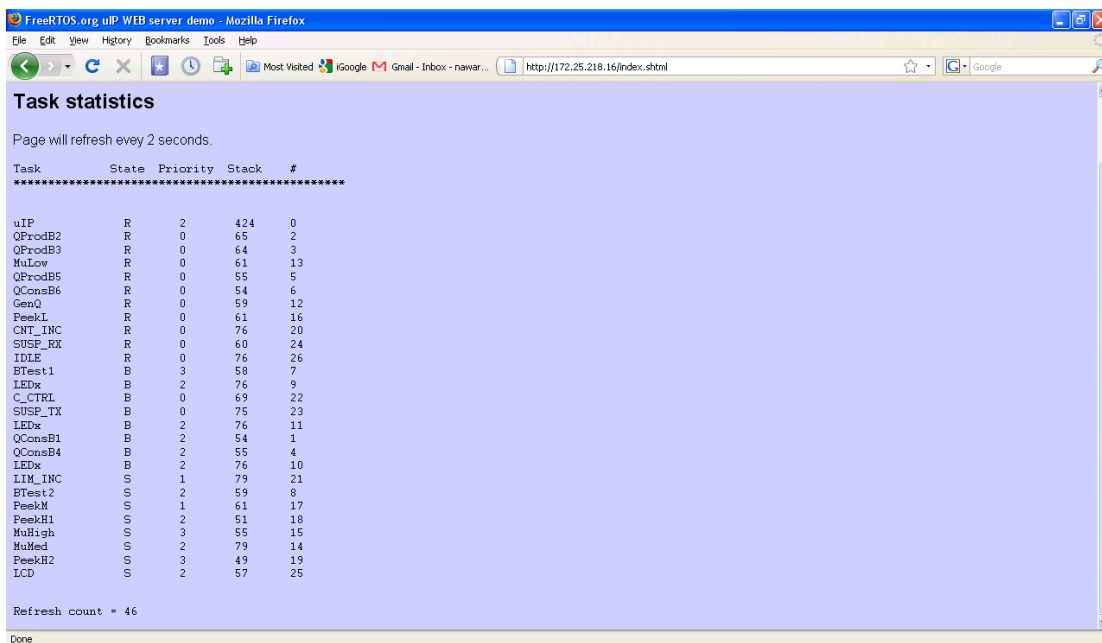 FreeRTOS.org uIP WEB server demo - Mozilla Firefox
File Edit View History Bookmarks Tools Help
Most Visited iGoogle Gmail - Inbox - nawar... http://172.25.218.16/index.shtml Google
Task statistics
Page will refresh evey 2 seconds.
Task State Priority Stack #
************************************************
uIP R 2 424 0
QProdB2 R 0 65 2
QProdB3 R 0 64 3
MuLow R 0 61 13
QProdB5 R 0 55 5
QConsB6 R 0 54 6
GenQ R 0 59 12
PeekL R 0 61 16
CNT_INC R 0 76 20
SUSP_RX R 0 60 24
IDLE R 0 76 26
BTest1 B 3 58 7
LEDx B 2 76 9
C_CTRL B 0 69 22
SUSP_TX B 0 75 23
LEDx B 2 76 11
QConsB1 B 2 54 1
QConsB4 B 2 55 4
LEDx B 2 76 10
LIM_INC S 1 79 21
BTest2 S 2 59 8
PeekM S 1 61 17
PeekH1 S 2 51 18
MuHigh S 3 55 15
MuMed S 2 79 14
PeekH2 S 3 49 19
LCD S 2 57 25
Refresh count = 46
Done